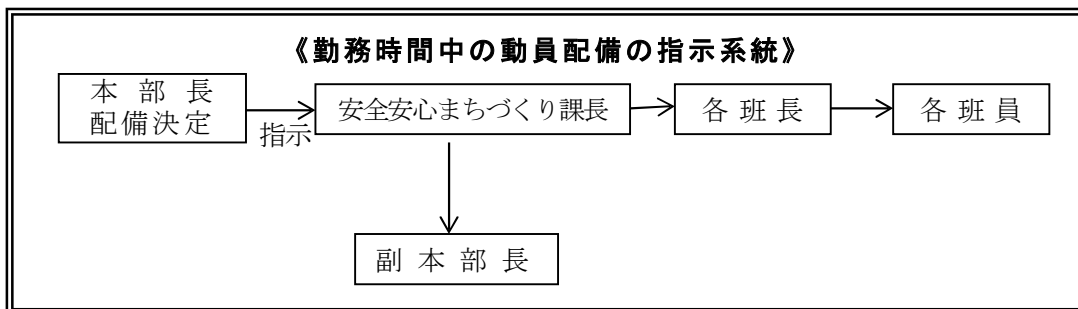 《勤務時間中の動員配備の指示系統》
本部長
配備決定
指示
安全安心まちづくり課長
各班長
各班員
副本部長